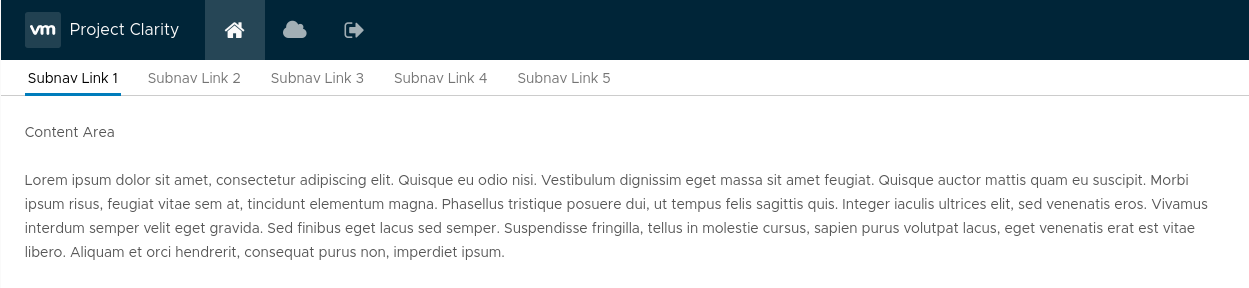 vm Project Clarity
Subnav Link 1 Subnav Link 2 Subnav Link 3 Subnav Link 4 Subnav Link 5
Content Area
Lorem ipsum dolor sit amet, consectetur adipiscing elit. Quisque eu odio nisi. Vestibulum dignissim eget massa sit amet feugiat. Quisque auctor mattis quam eu suscipit. Morbi
ipsum risus, feugiat vitae sem at, tincidunt elementum magna. Phasellus tristique posuere dui, ut tempus felis sagittis quis. Integer iaculis ultrices elit, sed venenatis eros. Vivamus
interdum semper velit eget gravida. Sed finibus eget lacus sed semper. Suspendisse fringilla, tellus in molestie cursus, sapien purus volutpat lacus, eget venenatis erat est vitae
libero. Aliquam et orci hendrerit, consequat purus non, imperdiet ipsum.